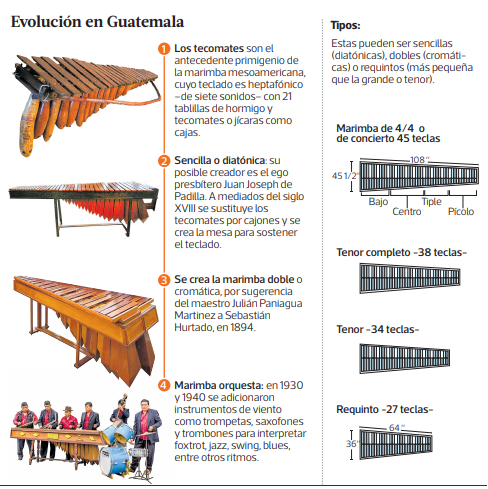 Evolución en Guatemala
1 Los tecomates son el
antecedente primigenio de
la marimba mesoamericana,
cuyo teclado es heptafónico
–de siete sonidos– con 21
tablillas de hormigo y
tecomates o jícaras como
cajas.
2 Sencilla o diatónica: su
posible creador es el ego
presbítero Juan Joseph de
Padilla. A mediados del siglo
XVIII se sustituye los
tecomates por cajones y se
crea la mesa para sostener
el teclado.
3 Se crea la marimba doble o
cromática, por sugerencia
del maestro Julián Paniagua
Martinez a Sebastián
Hurtado, en 1894.
4 Marimba orquesta: en 1930
y 1940 se adicionaron
instrumentos de viento
como trompetas, saxofones
y trombones para interpretar
foxtrot, jazz, swing, blues,
entre otros ritmos.
Tipos:
Estas pueden ser sencillas
(diatónicas), dobles (cromáti-
cas) o requintos (más pequeña
que la grande o tenor).
Marimba de 4/4 o
de concierto 45 teclas
108 ”
45 1/2”
Bajo
Centro
Tiple
Pícolo
Tenor completo -38 teclas-
Tenor -34 teclas-
Requinto -27 teclas-
64 ”
36”